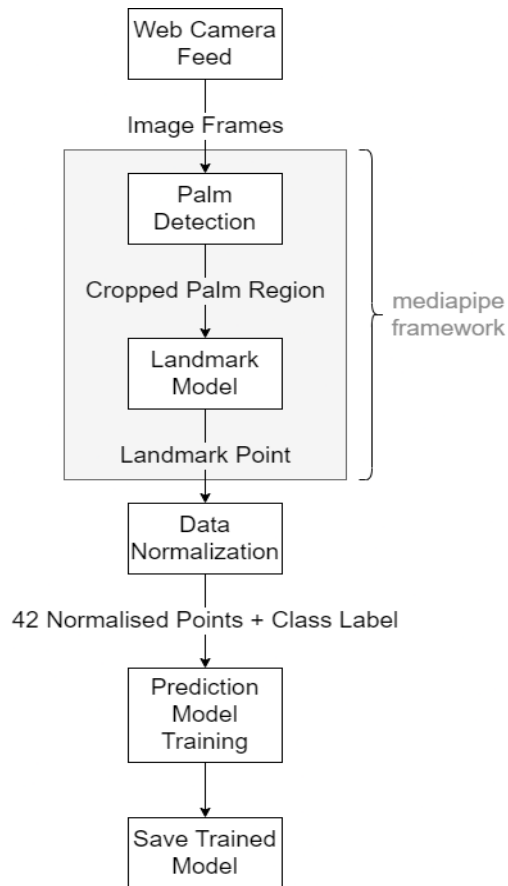 Web Camera
Feed
Image Frames
Palm
Detection
Cropped Palm Region
mediapipe
framework
Landmark
Model
Landmark Point
Data
Normalization
42 Normalised Points + Class Label
Prediction
Model
Training
Save Trained
Model